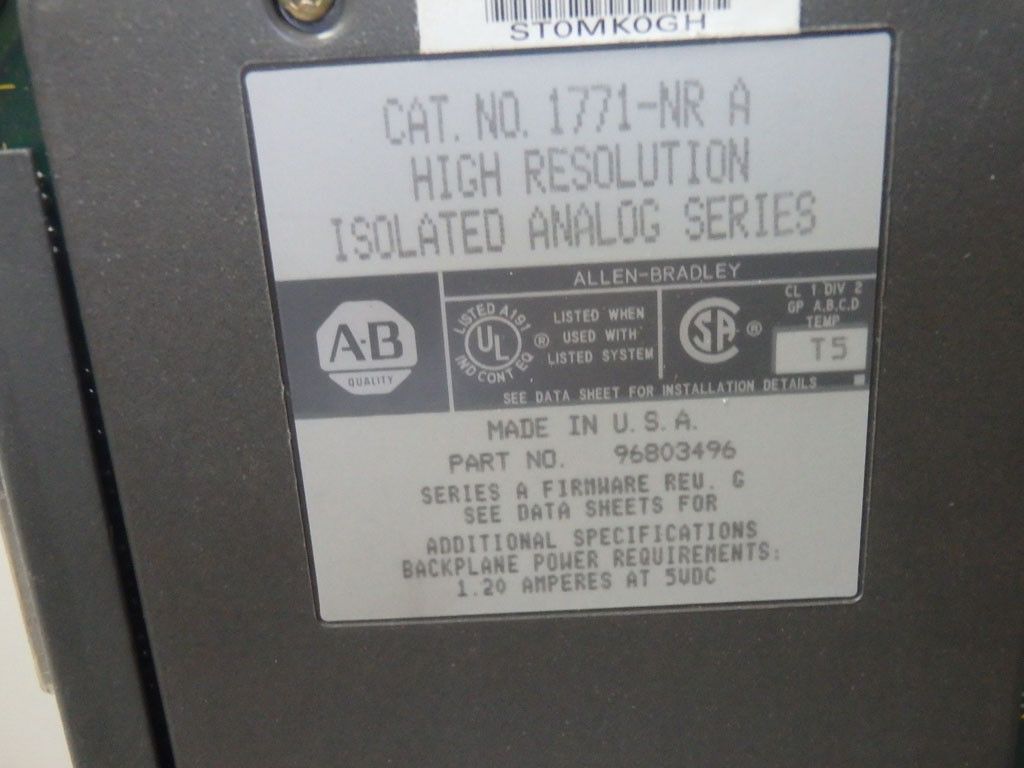 STOMKOGH
CAT. NO. 1771-NR A
HIGH RESOLUTION
ISOLATED ANALOG SERIES
ALLEN-BRADLEY
A·B
QUALITY
LISTED A191
UL ®
IND CONT EQ
LISTED WHEN
USED WITH
LISTED SYSTEM
SA ®
CL 1 DIV 2
GP A.B.C.D
TEMP
T5
SEE DATA SHEET FOR INSTALLATION DETAILS
MADE IN U.S.A.
PART NO. 96803496
SERIES A FIRMWARE REV. G
SEE DATA SHEETS FOR
ADDITIONAL SPECIFICATIONS
BACKPLANE POWER REQUIREMENTS:
1.20 AMPERES AT 5VDC